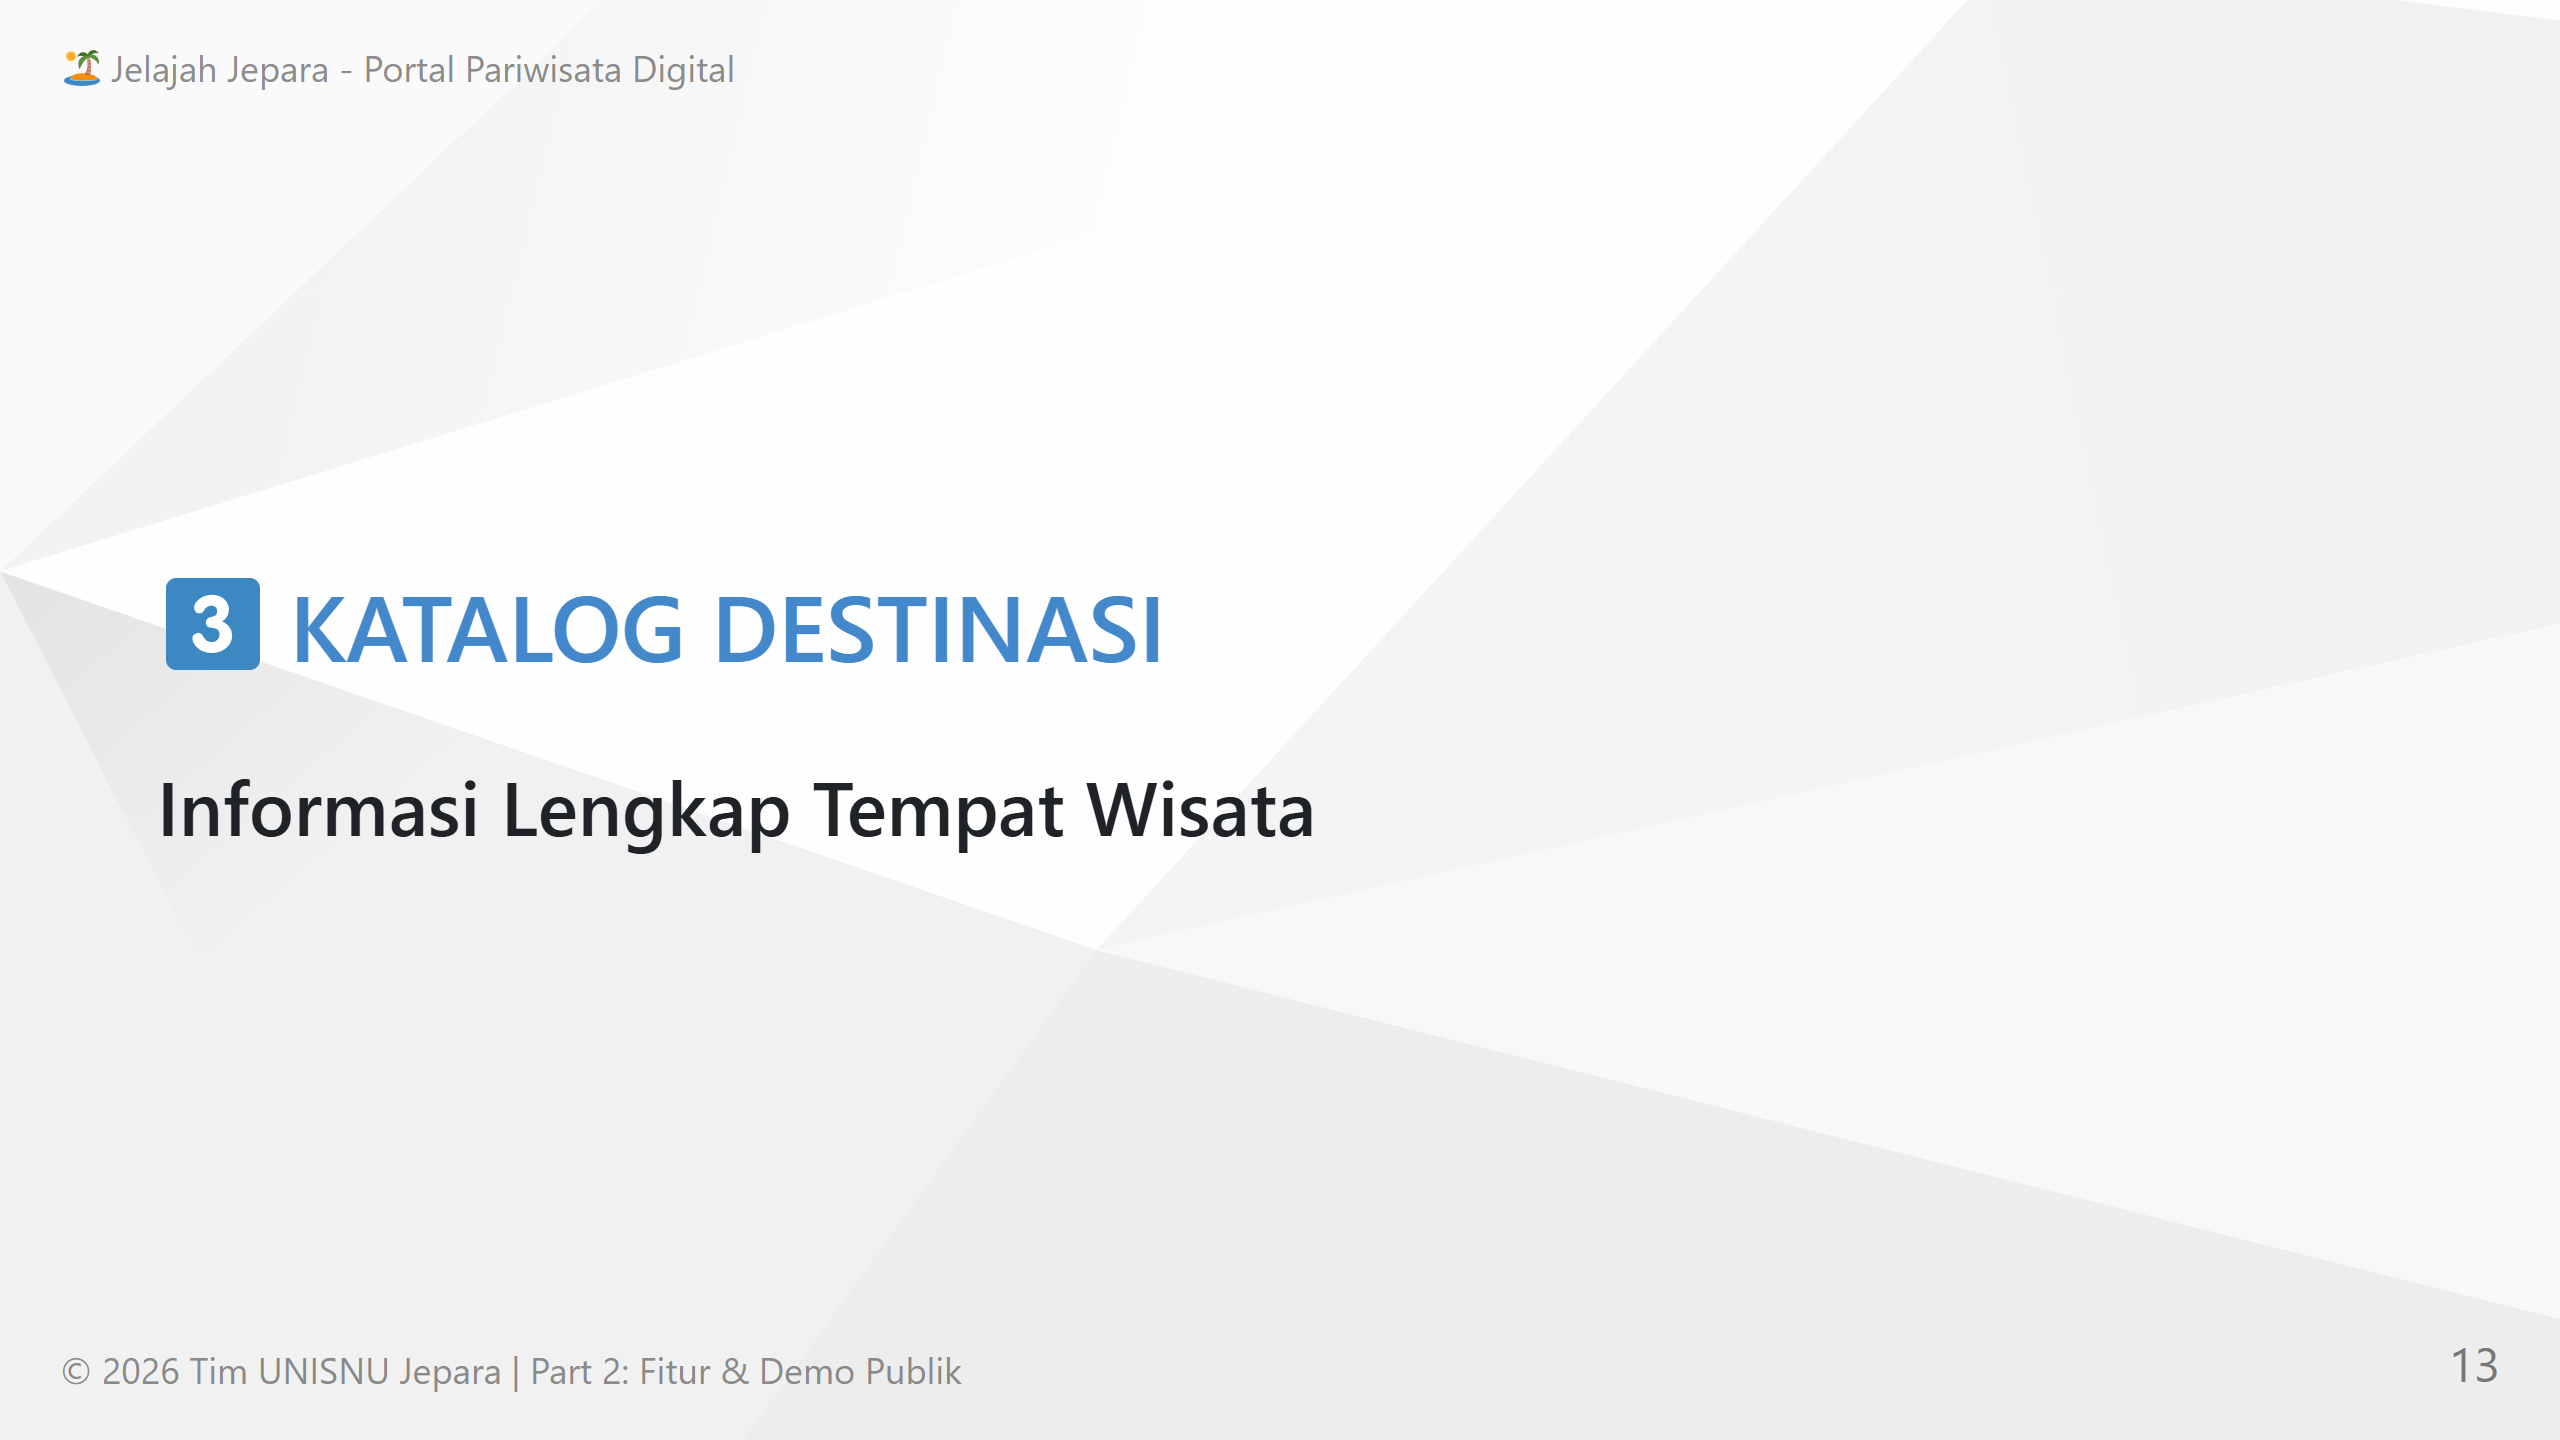 🏝️ Jelajah Jepara - Portal Pariwisata Digital
3️⃣ KATALOG DESTINASI
Informasi Lengkap Tempat Wisata
© 2026 Tim UNISNU Jepara | Part 2: Fitur & Demo Publik
13